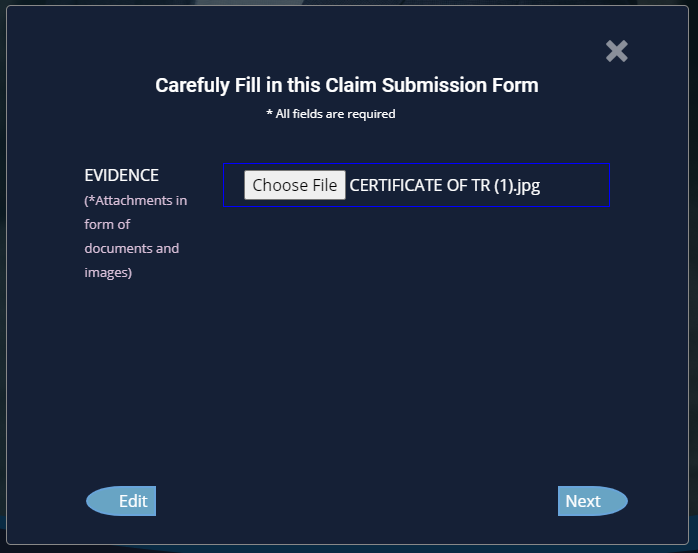 Carefuly Fill in this Claim Submission Form
* All fields are required
EVIDENCE
(*Attachments in
form of
documents and
images)
Choose File CERTIFICATE OF TR (1).jpg
Edit
Next